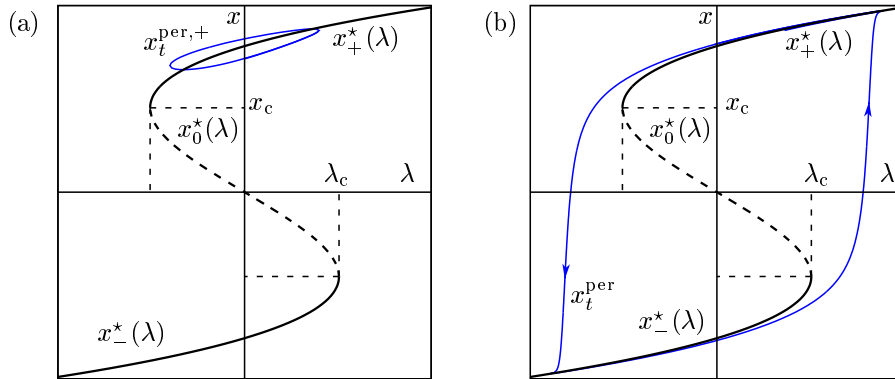 (a)
x
x_t^{per,+}
x_+^⋆(λ)
x_c
x_0^⋆(λ)
λ_c
λ
x_-^⋆(λ)
(b)
x
x_+^⋆(λ)
x_c
x_0^⋆(λ)
λ_c
λ
x_t^{per}
x_-^⋆(λ)